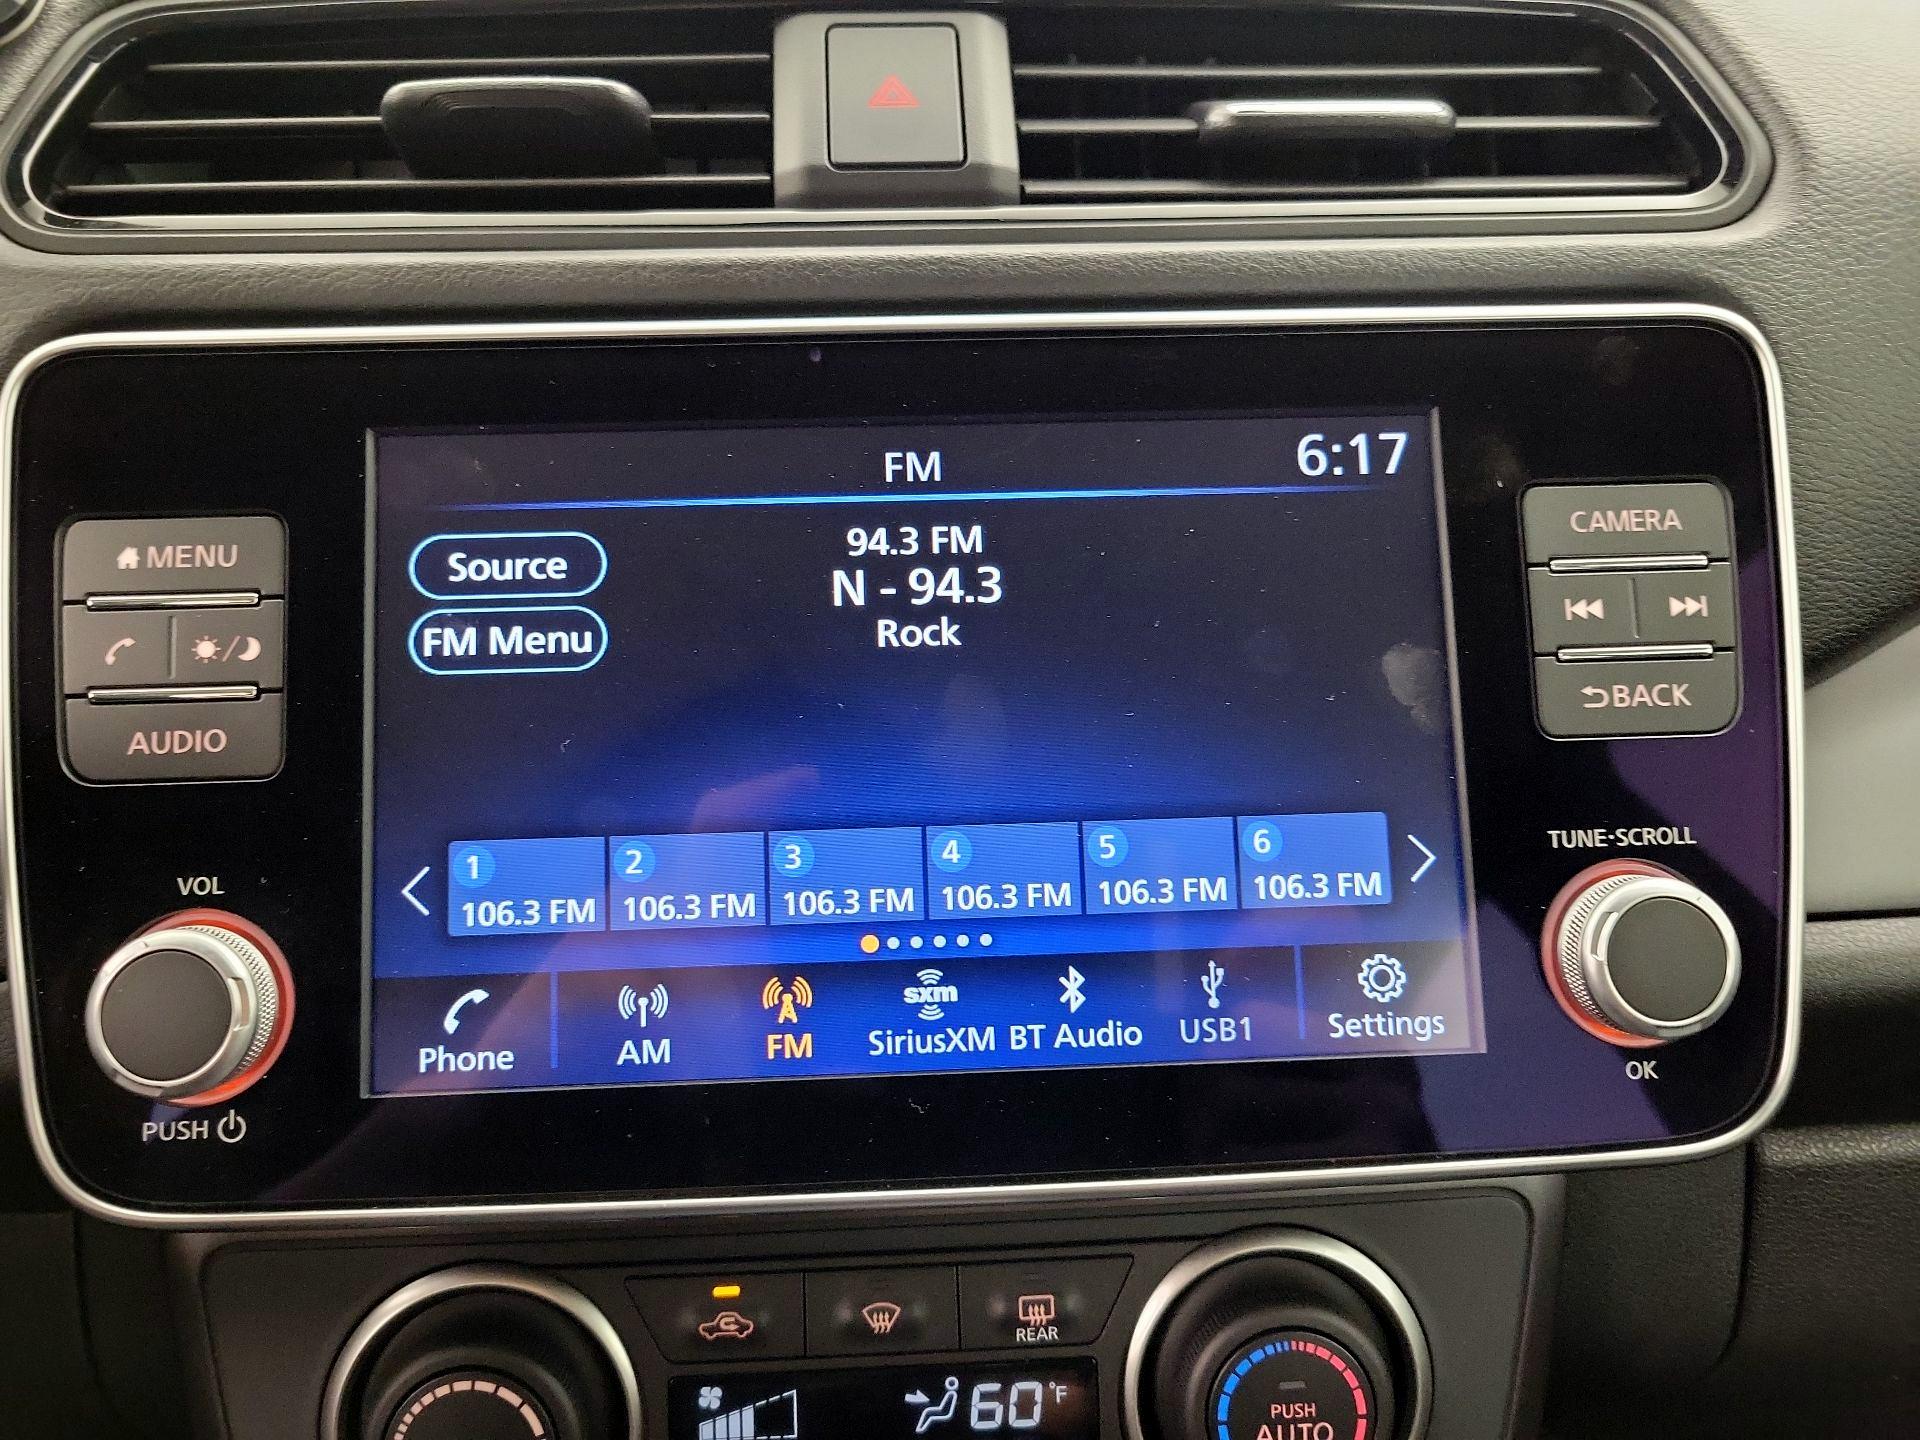 FM
6:17
Source
FM Menu
94.3 FM
N - 94.3
Rock
MENU
AUDIO
CAMERA
BACK
VOL
PUSH
TUNE·SCROLL
OK
1
106.3 FM
2
106.3 FM
3
106.3 FM
4
106.3 FM
5
106.3 FM
6
106.3 FM
Phone
AM
FM
sxm
SiriusXM
BT Audio
USB1
Settings
REAR
60°F
PUSH
AUTO